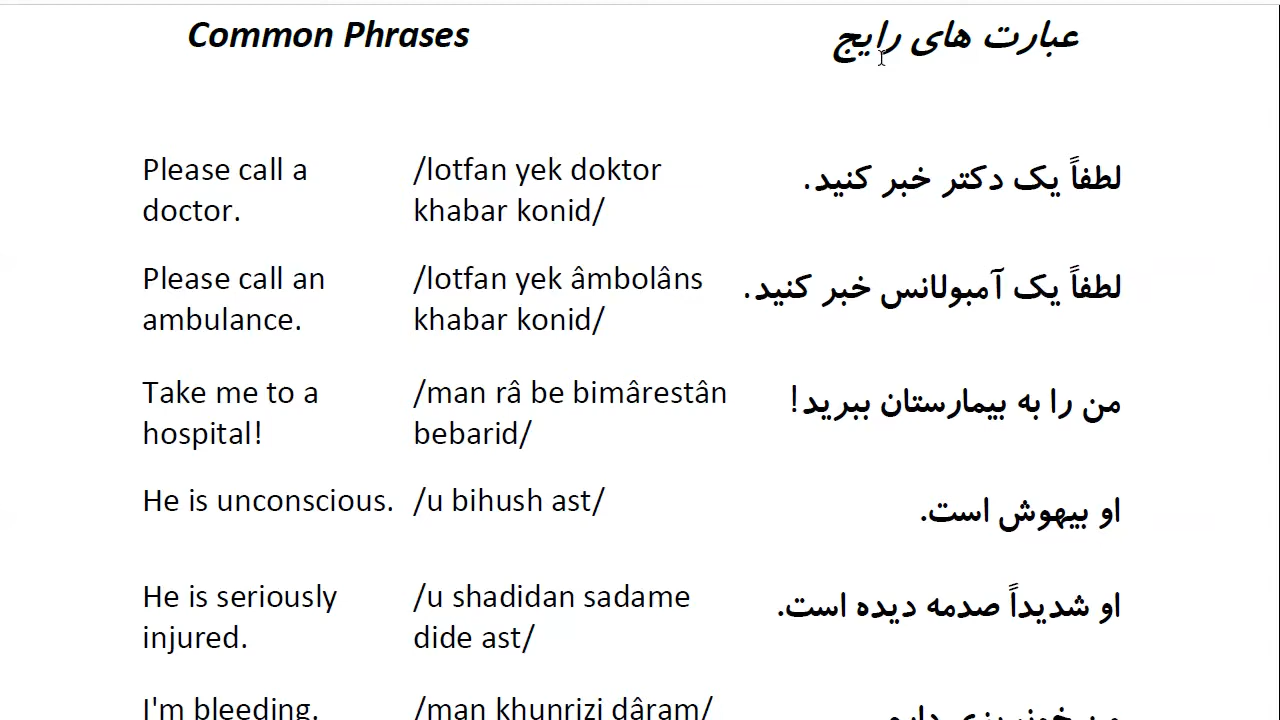 Common Phrases
عبارت های رایج
Please call a
doctor.
/lotfan yek doktor
khabar konid/
لطفاً یک دکتر خبر کنید.
Please call an
ambulance.
/lotfan yek âmbolâns
khabar konid/
لطفاً یک آمبولانس خبر کنید.
Take me to a
hospital!
/man râ be bimârestân
bebarid/
من را به بیمارستان ببرید!
He is unconscious.
/u bihush ast/
او بیهوش است.
He is seriously
injured.
/u shadidan sadame
dide ast/
او شدیداً صدمه دیده است.
I'm bleeding.
/man khunrizi dâram/
من خونریزی دارم